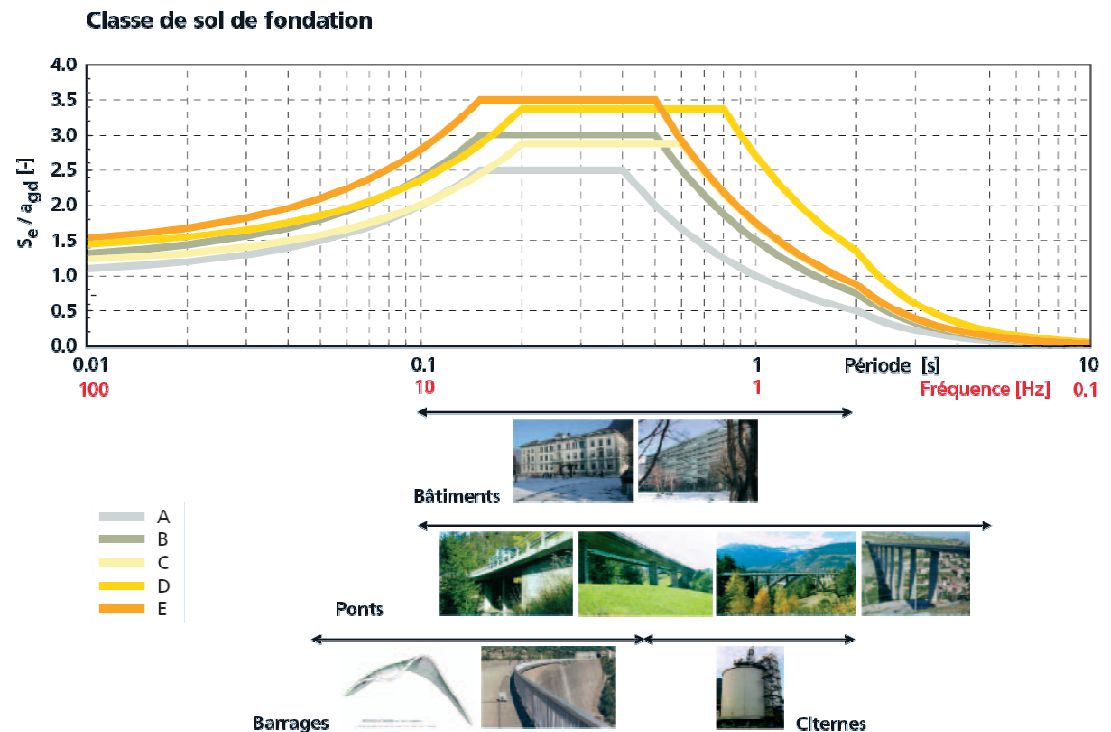 Classe de sol de fondation
4.0
3.5
3.0
2.5
2.0
1.5
1.0
0.5
0.0
Se / agd [-]
0.01 0.1 1 Période [s] 10
100 10 1 Fréquence [Hz] 0.1
Bâtiments
A
B
C
D
E
Ponts
Barrages
Citernes